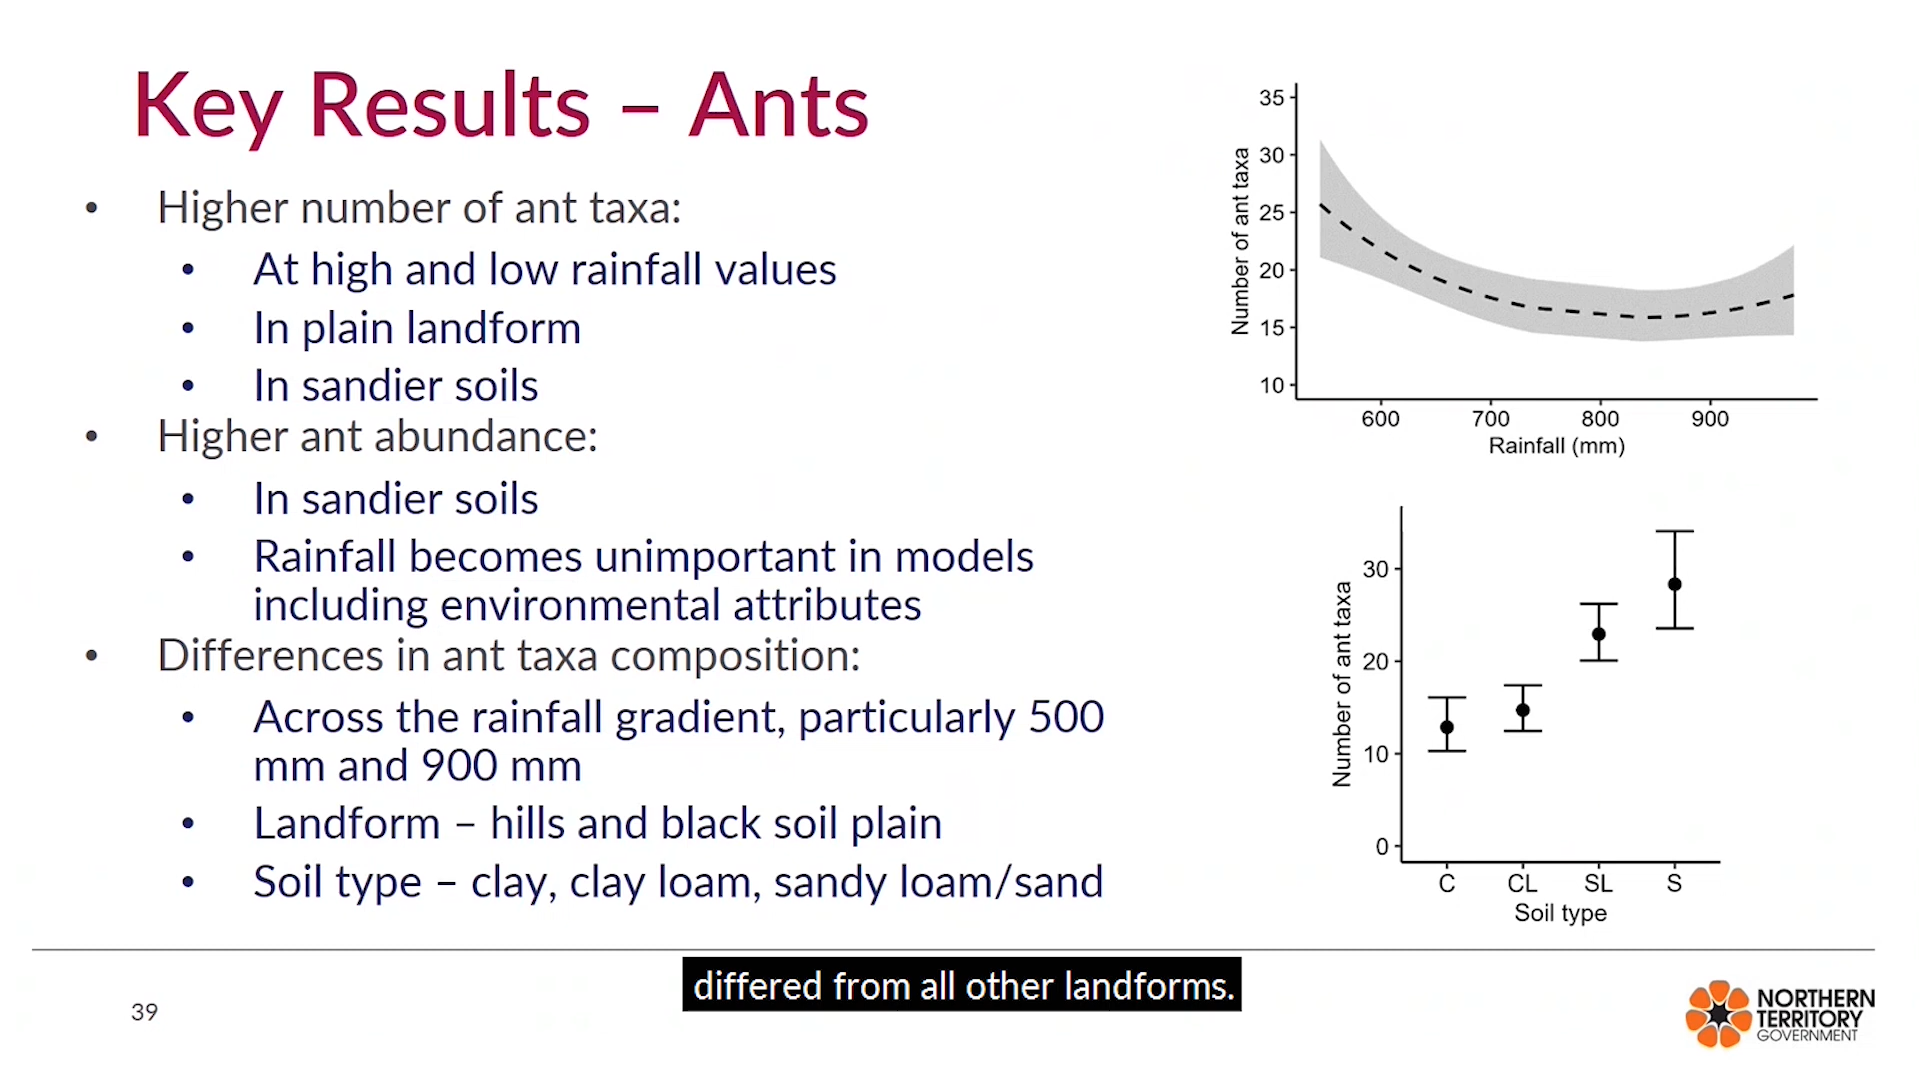 Key Results – Ants
• Higher number of ant taxa:
• At high and low rainfall values
• In plain landform
• In sandier soils
• Higher ant abundance:
• In sandier soils
• Rainfall becomes unimportant in models
including environmental attributes
• Differences in ant taxa composition:
• Across the rainfall gradient, particularly 500
mm and 900 mm
• Landform – hills and black soil plain
• Soil type – clay, clay loam, sandy loam/sand
Number of ant taxa
35
30
25
20
15
10
600 700 800 900
Rainfall (mm)
Number of ant taxa
30
20
10
0
C CL SL S
Soil type
differed from all other landforms.
39
NORTHERN
TERRITORY
GOVERNMENT